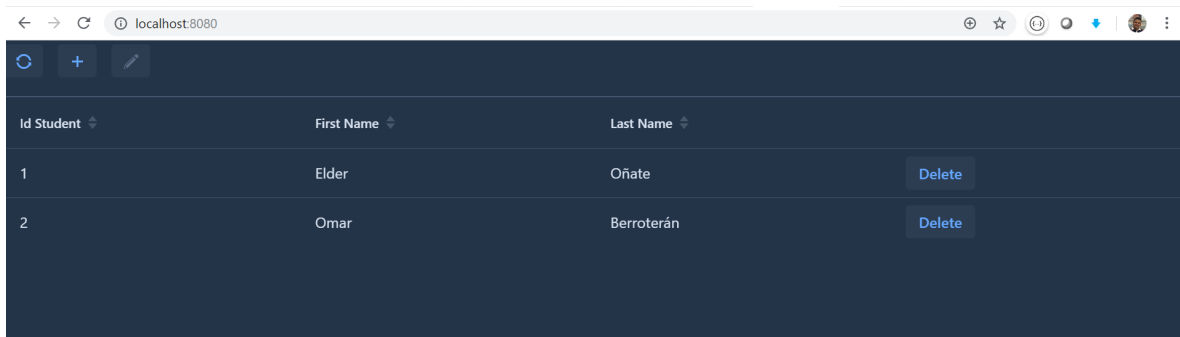 localhost:8080
Id Student First Name Last Name
1 Elder Oñate Delete
2 Omar Berroterán Delete